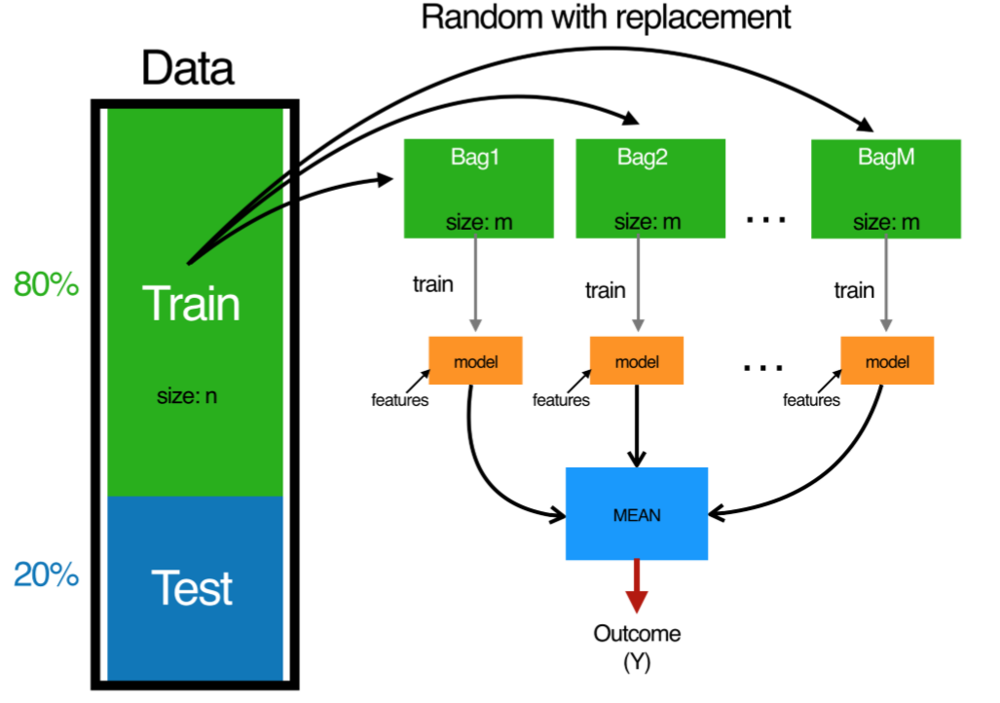 Random with replacement
Data
80%
Train
size: n
20%
Test
Bag1
size: m
Bag2
size: m
...
BagM
size: m
train
train
train
model
model
...
model
features
features
features
MEAN
Outcome
(Y)